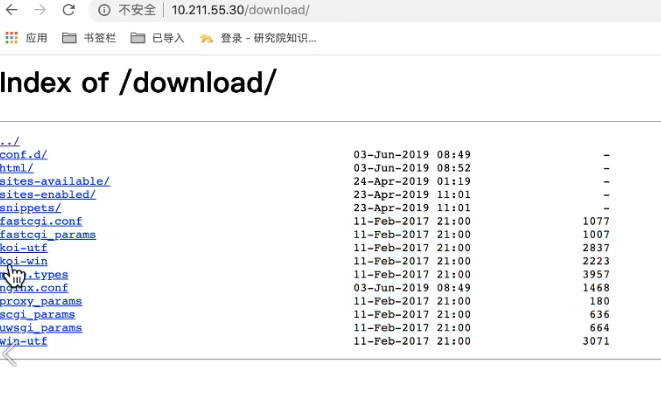 不安全 10.211.55.30/download/
应用 书签栏 已导入 登录 - 研究院知识...
Index of /download/
../
conf.d/ 03-Jun-2019 08:49 -
html/ 03-Jun-2019 08:52 -
sites-available/ 24-Apr-2019 01:19 -
sites-enabled/ 23-Apr-2019 11:01 -
snippets/ 23-Apr-2019 11:01 -
fastcgi.conf 11-Feb-2017 21:00 1077
fastcgi_params 11-Feb-2017 21:00 1007
koi-utf 11-Feb-2017 21:00 2837
koi-win 11-Feb-2017 21:00 2223
.types 11-Feb-2017 21:00 3957
nginx.conf 03-Jun-2019 08:49 1468
proxy_params 11-Feb-2017 21:00 180
scgi_params 11-Feb-2017 21:00 636
uwsgi_params 11-Feb-2017 21:00 664
win-utf 11-Feb-2017 21:00 3071